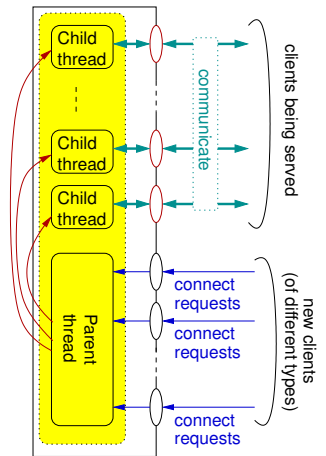 Child
thread
Child
thread
Child
thread
Parent
thread
communicate
clients being served
connect
requests
connect
requests
connect
requests
new clients
(of different types)